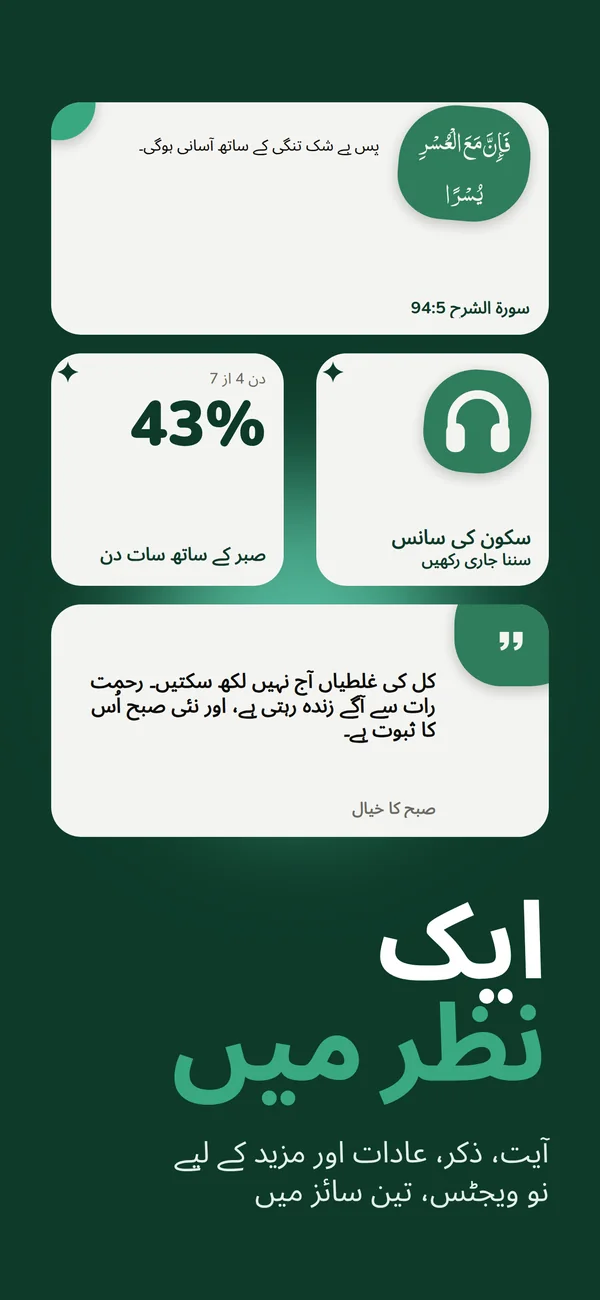 فَإِنَّ مَعَ الْعُسْرِ
يُسْرًا
پس بے شک تنگی کے ساتھ آسانی ہوگی۔
سورة الشرح 94:5
سکون کی سانس
سننا جاری رکھیں
دن 4 از 7
43%
صبر کے ساتھ سات دن
کل کی غلطیاں آج نہیں لکھ سکتیں۔ رحمت
رات سے آگے زندہ رہتی ہے، اور نئی صبح اُس
کا ثبوت ہے۔
صبح کا خیال
ایک
نظر میں
آیت، ذکر، عادات اور مزید کے لیے
نو ویجٹس، تین سائز میں